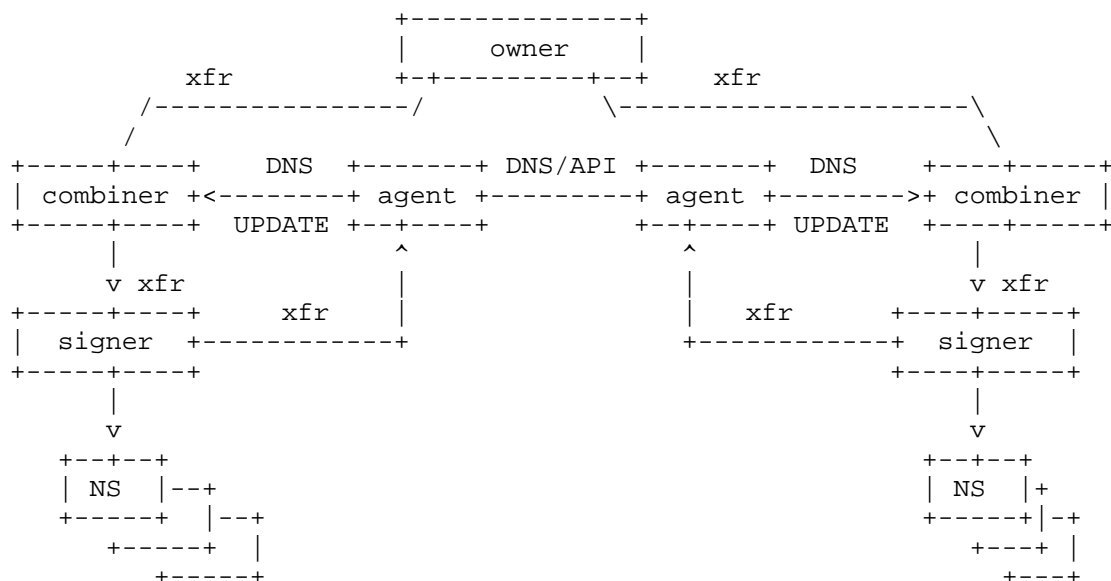 owner
xfr xfr
DNS DNS/API DNS
combiner agent agent combiner
UPDATE UPDATE
v xfr v xfr
xfr xfr
signer signer
v v
NS NS